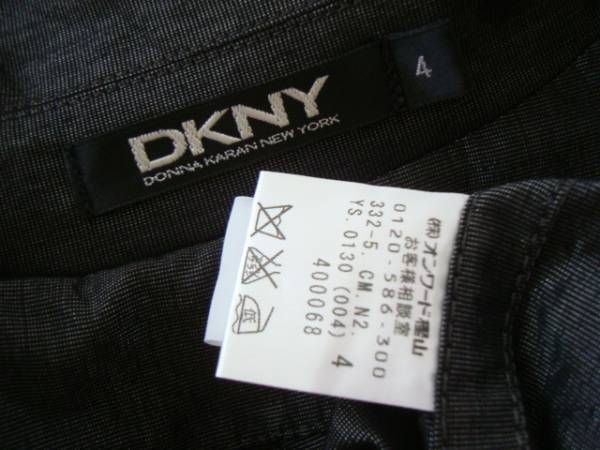 DKNY
DONNA KARAN NEW YORK
4
㈱オンワード樫山
お客様相談室
0120-586-300
332-5. CM. N2.
YS. 0130 (004) 4
400068
低